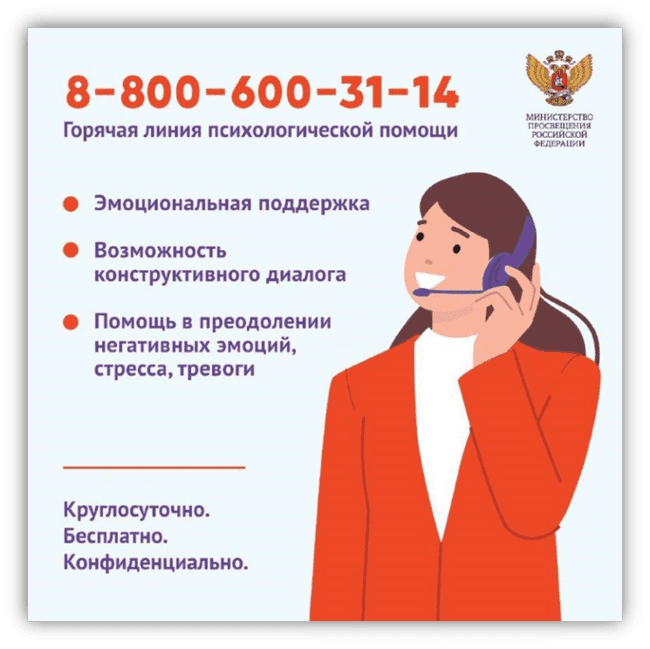 8-800-600-31-14
Горячая линия психологической помощи
МИНИСТЕРСТВО
ПРОСВЕЩЕНИЯ
РОССИЙСКОЙ
ФЕДЕРАЦИИ
Эмоциональная поддержка
Возможность
конструктивного диалога
Помощь в преодолении
негативных эмоций,
стресса, тревоги
Круглосуточно.
Бесплатно.
Конфиденциально.